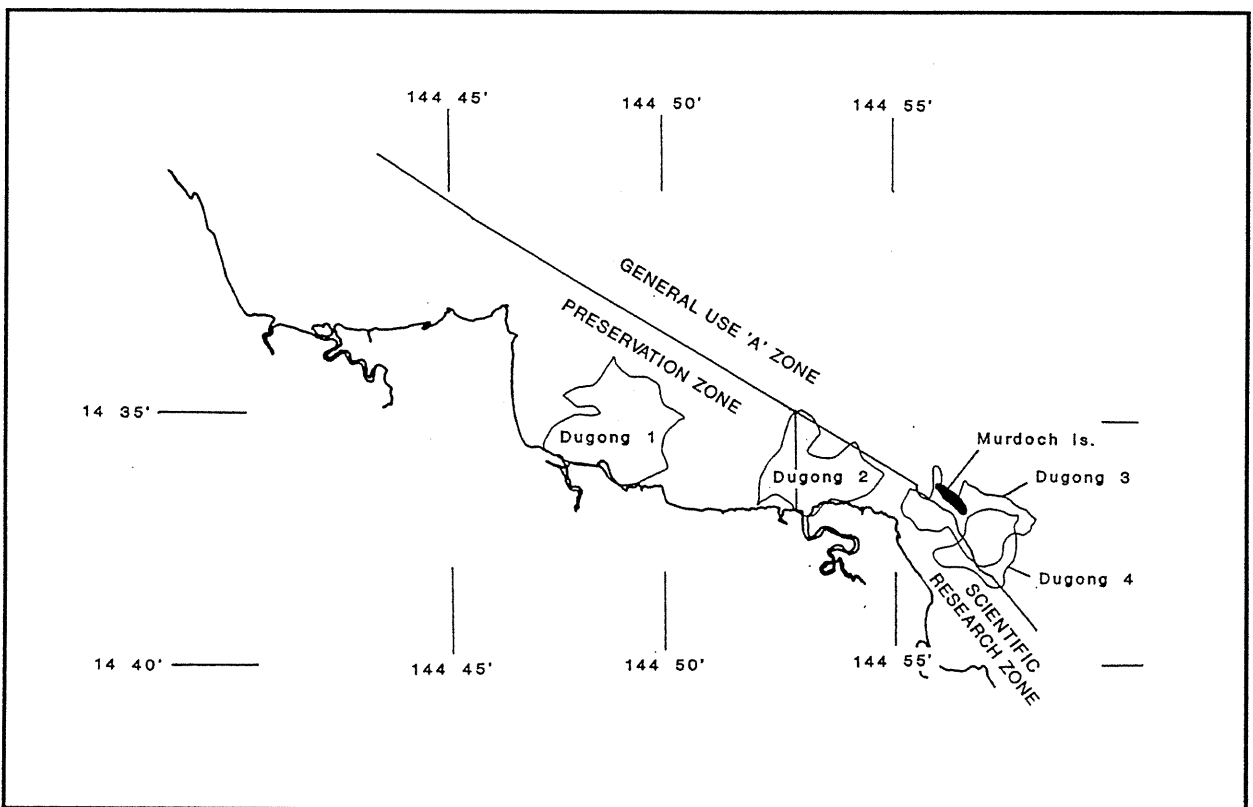 144 45'
144 50'
144 55'
GENERAL USE 'A' ZONE
PRESERVATION ZONE
14 35'
Dugong 1
Murdoch Is.
Dugong 2
Dugong 3
Dugong 4
SCIENTIFIC
RESEARCH ZONE
14 40'
144 45'
144 50'
144 55'